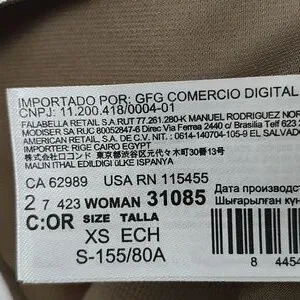 IMPORTADO POR: GFG COMERCIO DIGITAL
CNPJ: 11.200.418/0004-01
FALABELLA RETAIL S.A.RUT 77.261.280-K MANUEL RODRIGUEZ NOR
MODISER SA RUC 80052847-6 Direc Via Ferrea 2440 c/ Brasilia Telf 623
AMERICAN RETAIL, S.A. DE C.V. 0614-140704-105-9 EL SALVADOR
IMPORTER RIGE CAIRO EGYPT
株式会社ロコンド 東京都渋谷区元代々木町30番13号
MALIN ITHAL EDILDIGI ÜLKE ISPANYA
CA 62989 USA RN 115455
2 7 423 WOMAN 31085
Дата производст
Шығарылған күн
C:OR SIZE TALLA
XS ECH
S-155/80A
8 4454